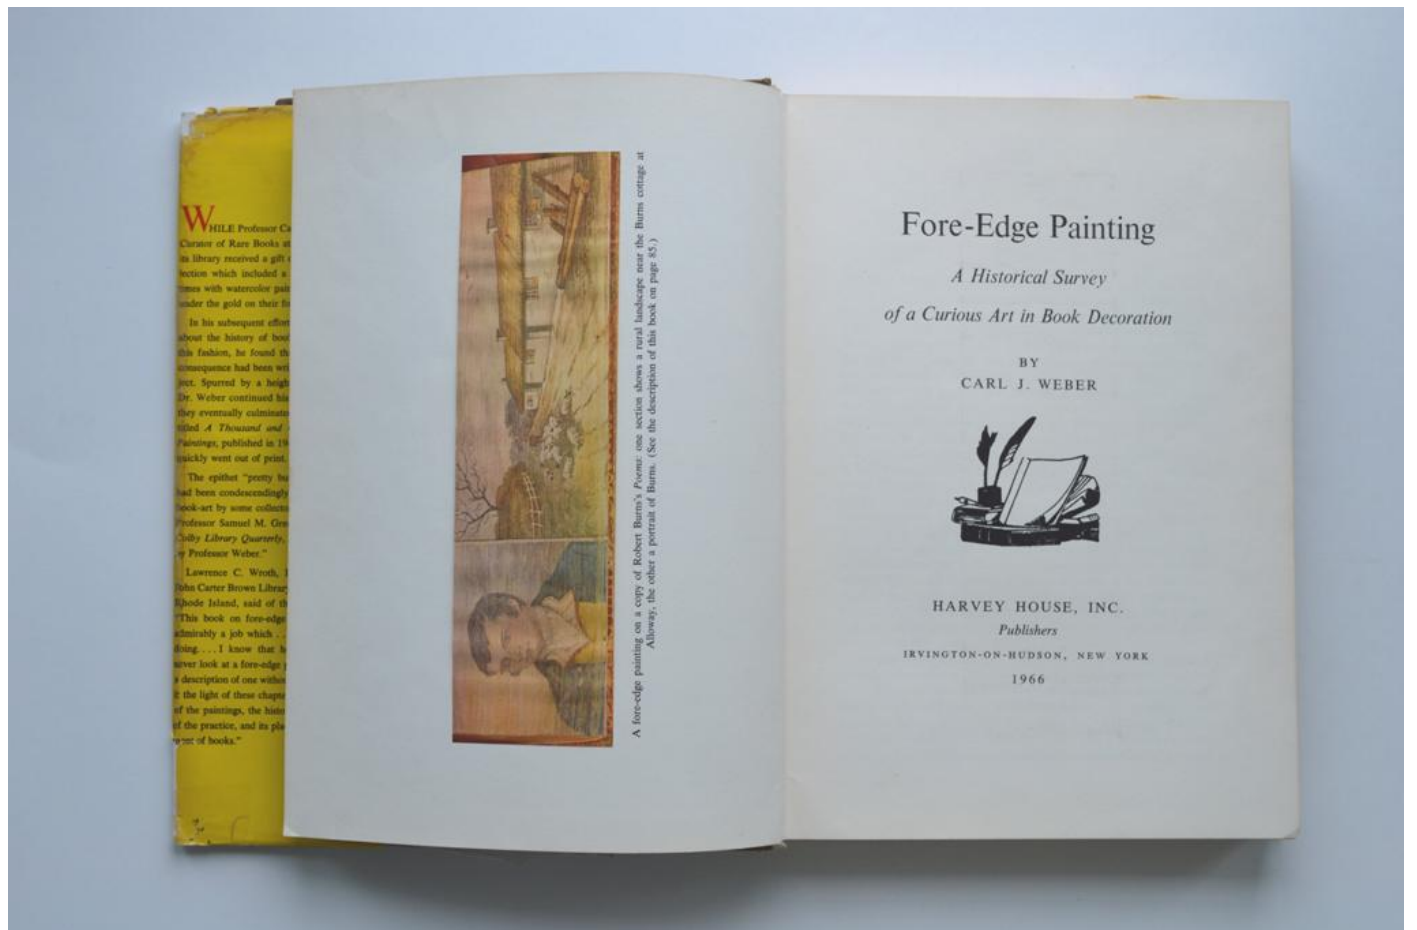 WHILE Professor Ca
Curator of Rare Books at
its library received a gift
lection which included a
umes with watercolor pain
under the gold on their fo
In his subsequent effort
about the history of boo
this fashion, he found th
consequence had been wri
ject. Spurred by a heigh
Dr. Weber continued his
they eventually culminate
titled A Thousand and
Paintings, published in 19
quickly went out of print.
The epithet "pretty bu
had been condescendingly
book-art by some collecto
Professor Samuel M. Gre
Colby Library Quarterly,
by Professor Weber."
Lawrence C. Wroth, L
John Carter Brown Library
Rhode Island, said of th
"This book on fore-edge
admirably a job which . .
doing. . . . I know that h
never look at a fore-edge
a description of one witho
the light of these chapte
of the paintings, the histo
of the practice, and its pla
of books."
A fore-edge painting on a copy of Robert Burns's Poems: one section shows a rural landscape near the Burns cottage at
Alloway, the other a portrait of Burns. (See the description of this book on page 85.)
Fore-Edge Painting
A Historical Survey
of a Curious Art in Book Decoration
BY
CARL J. WEBER
HARVEY HOUSE, INC.
Publishers
IRVINGTON-ON-HUDSON, NEW YORK
1966